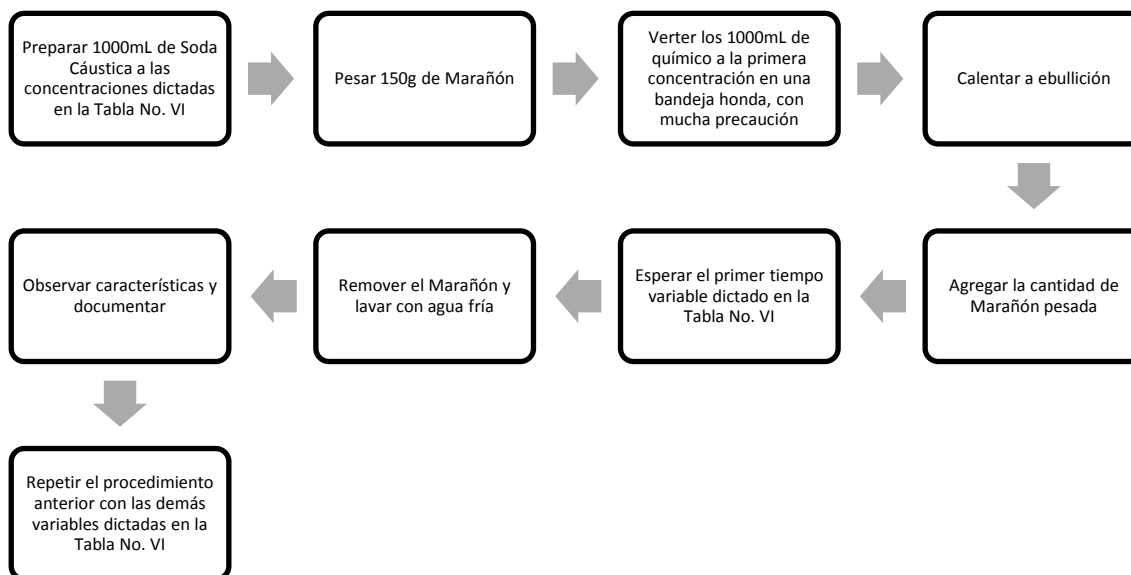 Preparar 1000mL de Soda
Cáustica a las
concentraciones dictadas
en la Tabla No. VI
Pesar 150g de Marañón
Verter los 1000mL de
químico a la primera
concentración en una
bandeja honda, con
mucha precaución
Calentar a ebullición
Agregar la cantidad de
Marañón pesada
Esperar el primer tiempo
variable dictado en la
Tabla No. VI
Remover el Marañón y
lavar con agua fría
Observar características y
documentar
Repetir el procedimiento
anterior con las demás
variables dictadas en la
Tabla No. VI